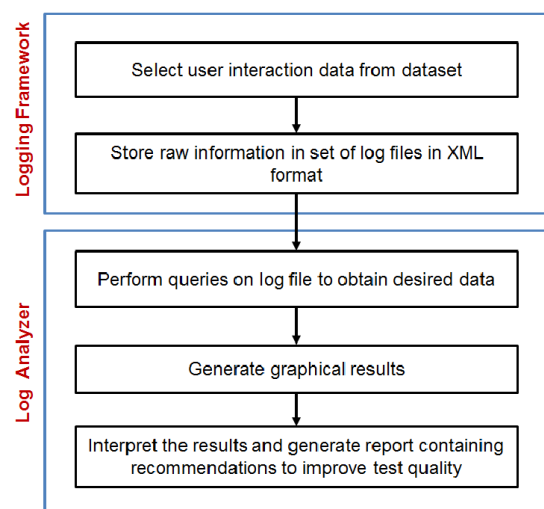 Logging Framework
Select user interaction data from dataset
Store raw information in set of log files in XML
format
Log Analyzer
Perform queries on log file to obtain desired data
Generate graphical results
Interpret the results and generate report containing
recommendations to improve test quality